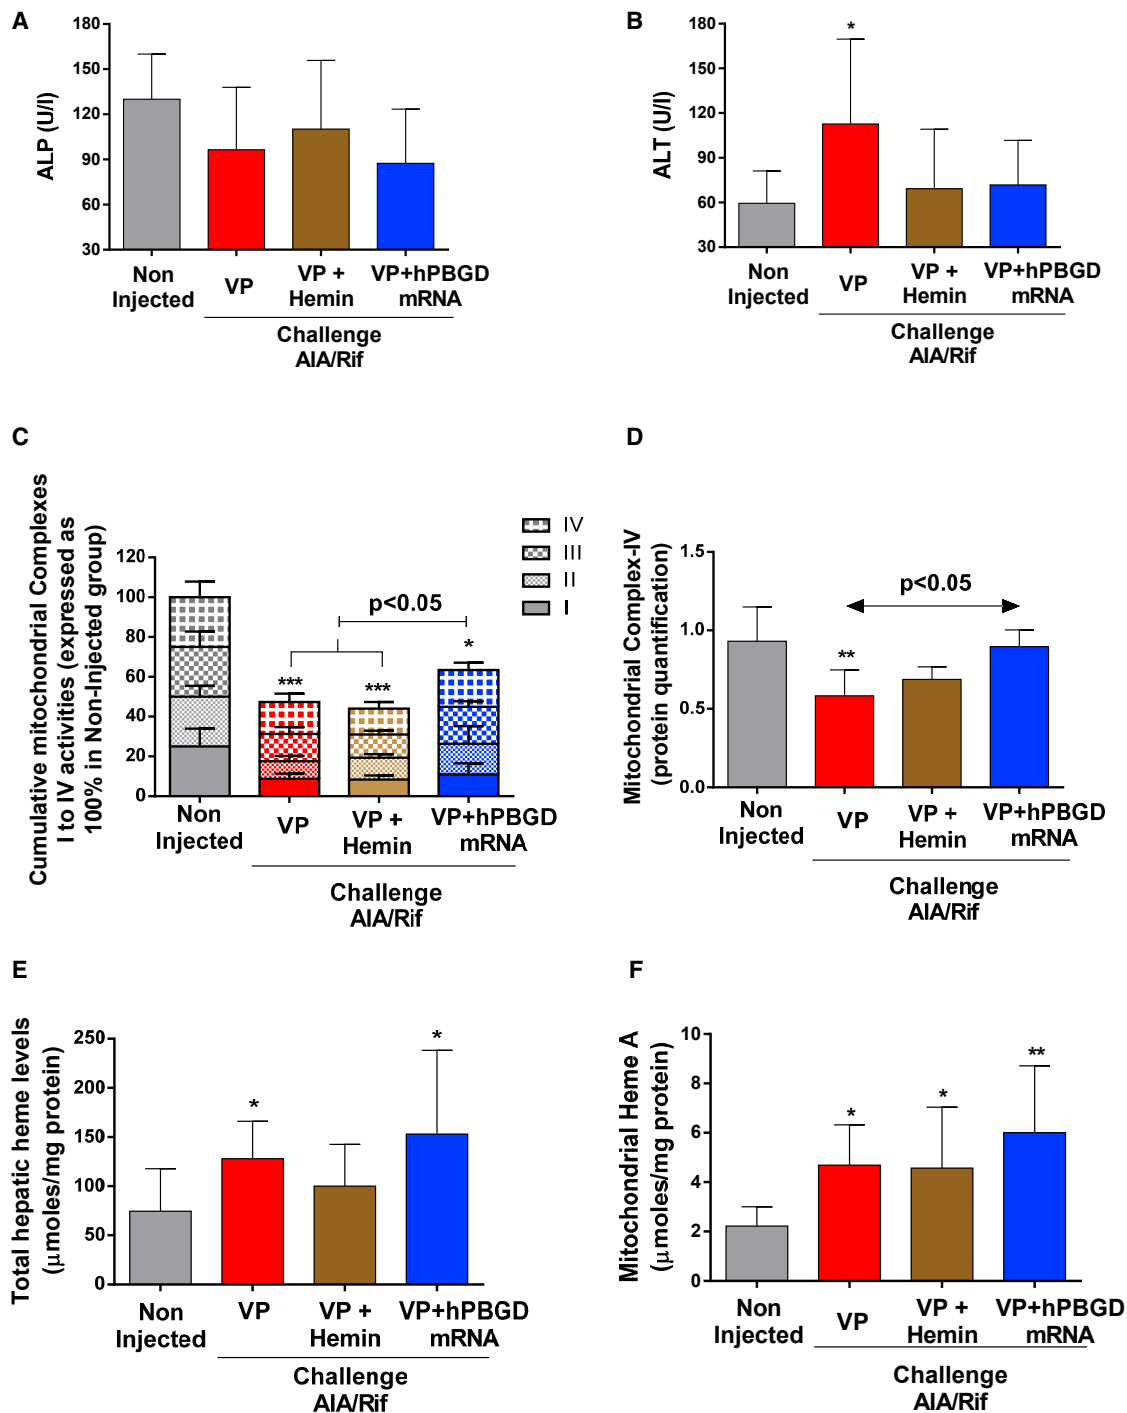 A
ALP (U/I)
180
150
120
90
60
30
Non
Injected
VP
VP +
Hemin
VP+hPBGD
mRNA
Challenge
AIA/Rif
B
ALT (U/I)
180
150
120
90
60
30
Non
Injected
VP
VP +
Hemin
VP+hPBGD
mRNA
*
Challenge
AIA/Rif
C
Cumulative mitochondrial Complexes
I to IV activities (expressed as
100% in Non-Injected group)
120
100
80
60
40
20
0
IV
III
II
I
p<0.05
***
***
*
Non
Injected
VP
VP +
Hemin
VP+hPBGD
mRNA
Challenge
AIA/Rif
D
Mitochondrial Complex-IV
(protein quantification)
1.5
1.0
0.5
0.0
p<0.05
**
Non
Injected
VP
VP +
Hemin
VP+hPBGD
mRNA
Challenge
AIA/Rif
E
Total hepatic heme levels
(μmoles/mg protein)
250
200
150
100
50
0
*
*
Non
Injected
VP
VP +
Hemin
VP+hPBGD
mRNA
Challenge
AIA/Rif
F
Mitochondrial Heme A
(μmoles/mg protein)
10
8
6
4
2
0
*
*
**
Non
Injected
VP
VP +
Hemin
VP+hPBGD
mRNA
Challenge
AIA/Rif